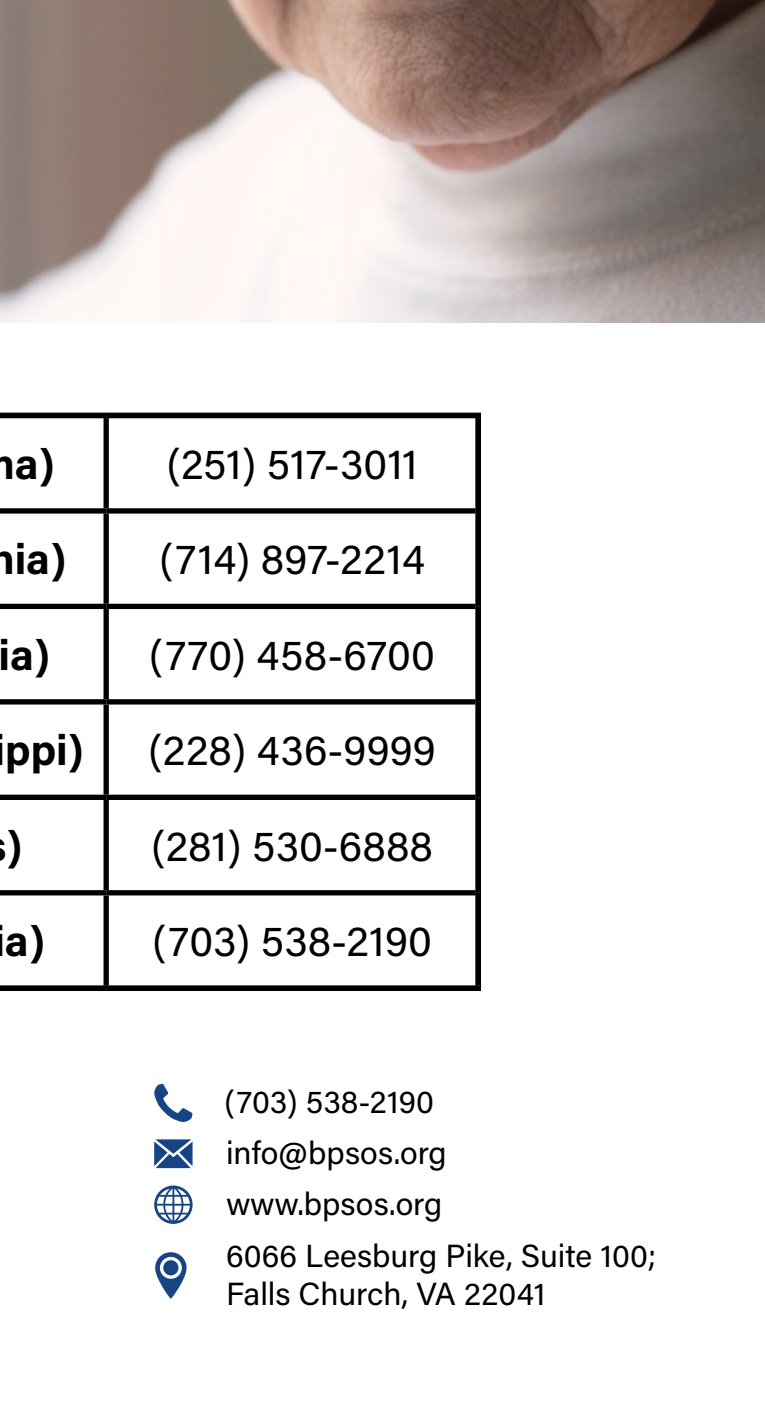 na) (251) 517-3011
nia) (714) 897-2214
ia) (770) 458-6700
ippi) (228) 436-9999
s) (281) 530-6888
ia) (703) 538-2190
(703) 538-2190
info@bpsos.org
www.bpsos.org
6066 Leesburg Pike, Suite 100;
Falls Church, VA 22041